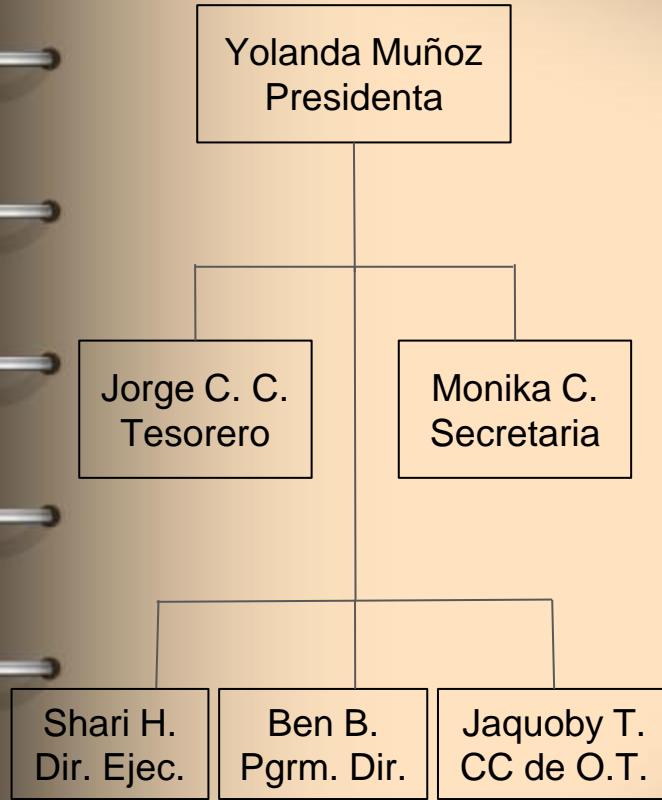 Yolanda Muñoz
Presidenta
Jorge C. C.
Tesorero
Monika C.
Secretaria
Shari H.
Dir. Ejec.
Ben B.
Pgrm. Dir.
Jaquoby T.
CC de O.T.